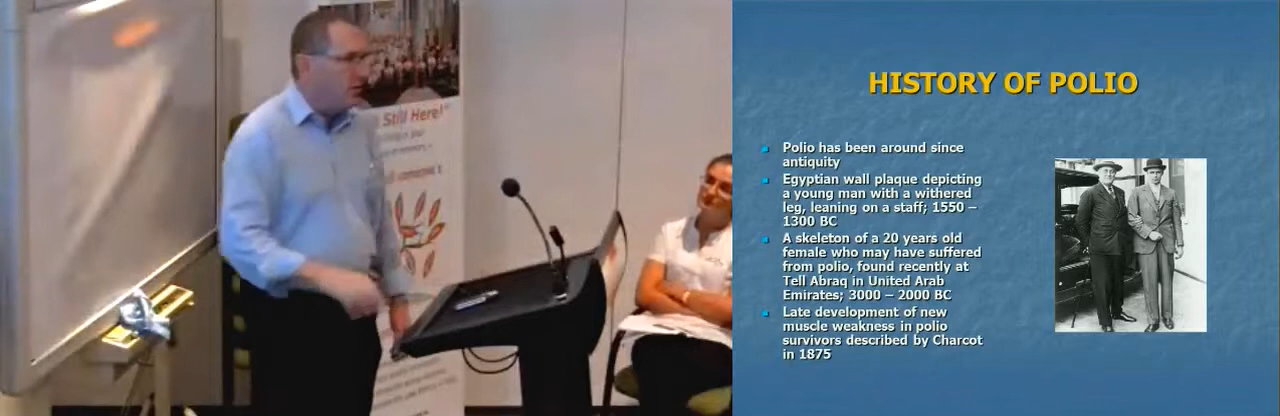 Still Here!"
HISTORY OF POLIO
Polio has been around since
antiquity
Egyptian wall plaque depicting
a young man with a withered
leg, leaning on a staff; 1550 –
1300 BC
A skeleton of a 20 years old
female who may have suffered
from polio, found recently at
Tell Abraq in United Arab
Emirates; 3000 – 2000 BC
Late development of new
muscle weakness in polio
survivors described by Charcot
in 1875